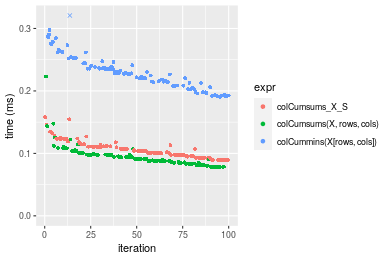 0.3
0.2
0.1
0.0
time (ms)
0
25
50
75
100
iteration
expr
colCumsums_X_S
colCumsums(X, rows, cols)
colCummins(X[rows, cols])